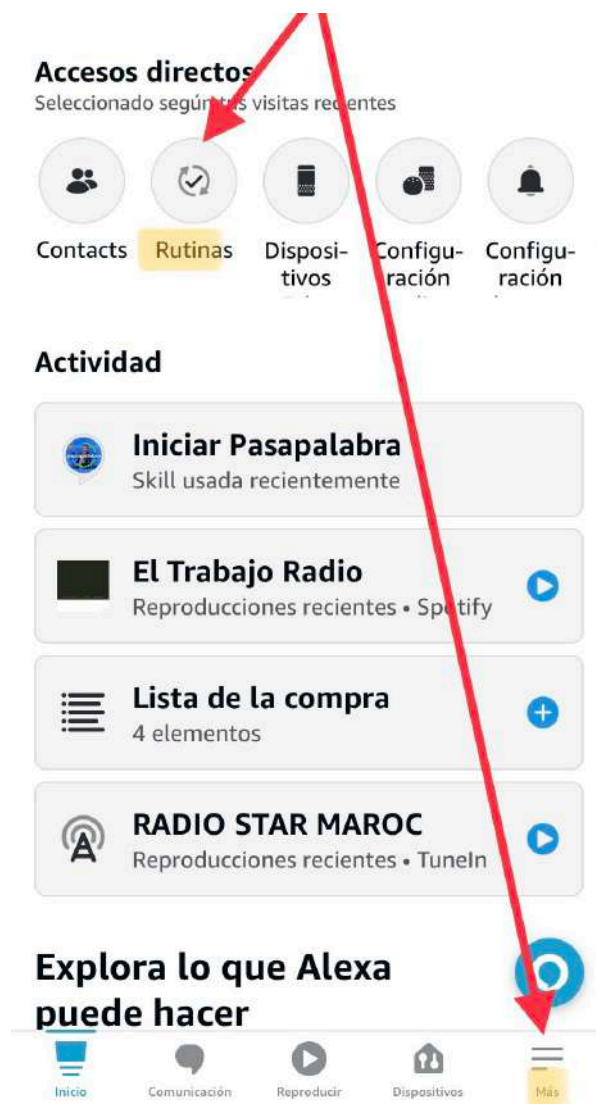 Accesos directos
Seleccionado según tus visitas recientes
Contacts Rutinas Disposi- Configu- Configu-
tivos ración ración
Actividad
Iniciar Pasapalabra
Skill usada recientemente
El Trabajo Radio
Reproducciones recientes • Spotify
Lista de la compra
4 elementos
RADIO STAR MAROC
Reproducciones recientes • TuneIn
Explora lo que Alexa
puede hacer
Inicio Comunicación Reproducir Dispositivos Más